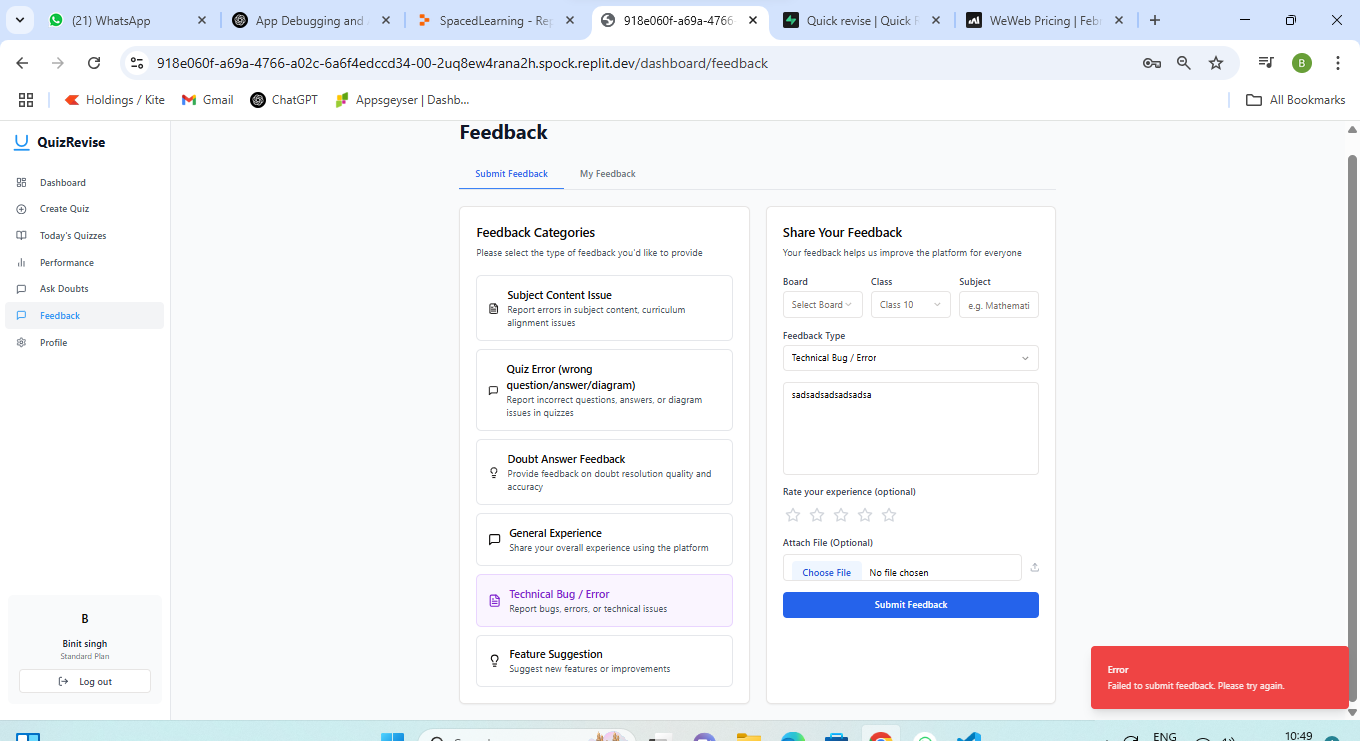 (21) WhatsApp
App Debugging and
SpacedLearning - Rep
918e060f-a69a-4766-
Quick revise | Quick
WeWeb Pricing | Feb
918e060f-a69a-4766-a02c-6a6f4edccd34-00-2uq8ew4rana2h.spock.replit.dev/dashboard/feedback
B
Holdings / Kite
Gmail
ChatGPT
Appsgeyser | Dashb...
All Bookmarks
QuizRevise
Dashboard
Create Quiz
Today's Quizzes
Performance
Ask Doubts
Feedback
Profile
B
Binit singh
Standard Plan
Log out
Feedback
Submit Feedback
My Feedback
Feedback Categories
Please select the type of feedback you'd like to provide
Subject Content Issue
Report errors in subject content, curriculum
alignment issues
Quiz Error (wrong
question/answer/diagram)
Report incorrect questions, answers, or diagram
issues in quizzes
Doubt Answer Feedback
Provide feedback on doubt resolution quality and
accuracy
General Experience
Share your overall experience using the platform
Technical Bug / Error
Report bugs, errors, or technical issues
Feature Suggestion
Suggest new features or improvements
Share Your Feedback
Your feedback helps us improve the platform for everyone
Board
Class
Subject
Select Board
Class 10
e.g. Mathemati
Feedback Type
Technical Bug / Error
sadsadsadsadsadsa
Rate your experience (optional)
Attach File (Optional)
Choose File
No file chosen
Submit Feedback
Error
Failed to submit feedback. Please try again.
ENG
10:49